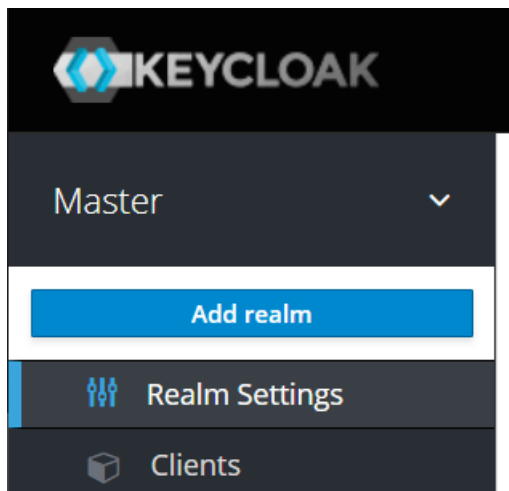 KEYCLOAK
Master
Add realm
Realm Settings
Clients